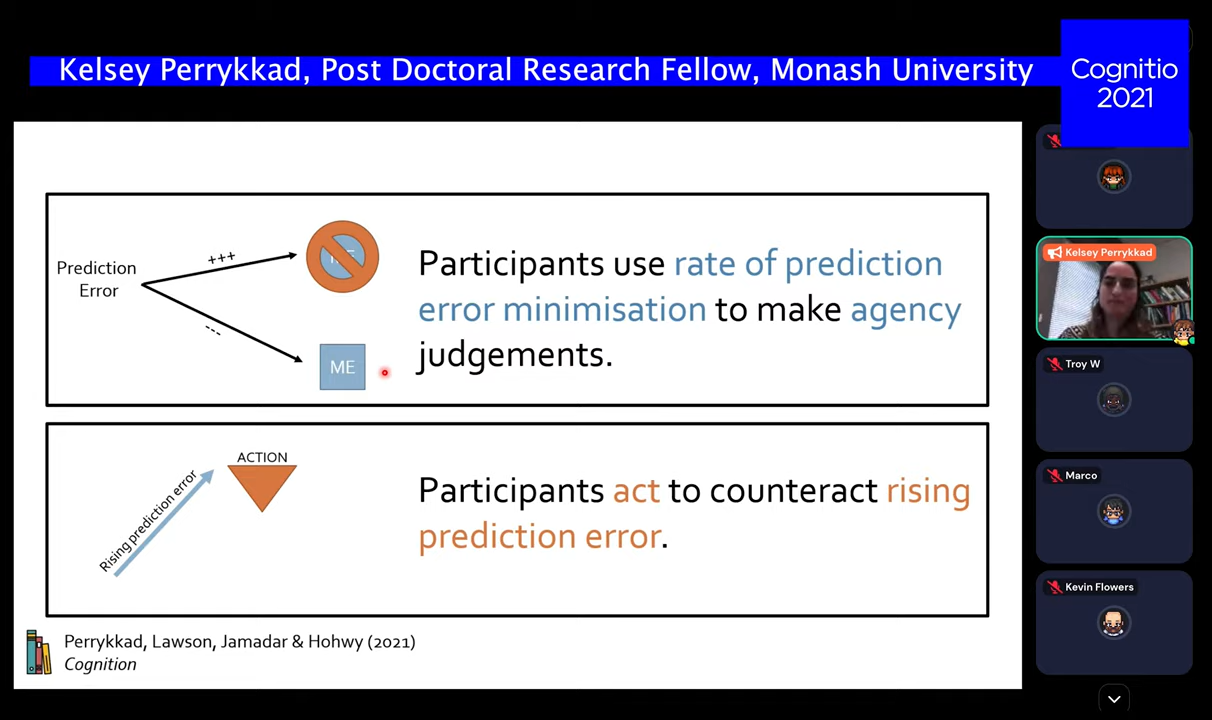 Kelsey Perrykkad, Post Doctoral Research Fellow, Monash University
Cognitio
2021
Prediction
Error
+++
---
ME
Participants use rate of prediction
error minimisation to make agency
judgements.
Rising prediction error
ACTION
Participants act to counteract rising
prediction error.
Perrykkad, Lawson, Jamadar & Hohwy (2021)
Cognition
Kelsey Perrykkad
Troy W
Marco
Kevin Flowers